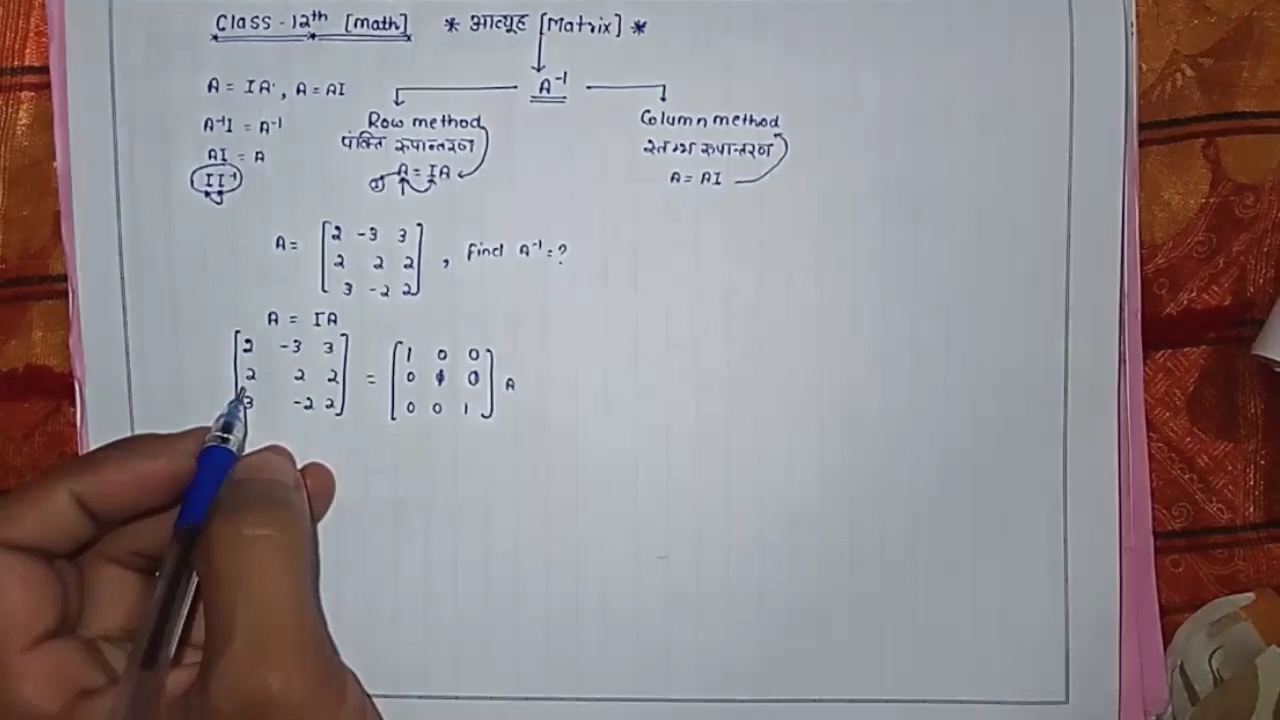 Class-12th [math] * आव्यूह [Matrix] *
A = IA, A = AI
A⁻¹
A⁻¹I = A⁻¹
Row method
Column method
पंक्ति रुपान्तरण
स्तम्भ रुपान्तरण
AI = A
II⁻¹
A = IA
A = AI
A = [2 -3 3
2 2 2
3 -2 2] , Find A⁻¹ = ?
A = IA
[2 -3 3 [1 0 0
2 2 2 = 0 1 0 A
3 -2 2] 0 0 1]